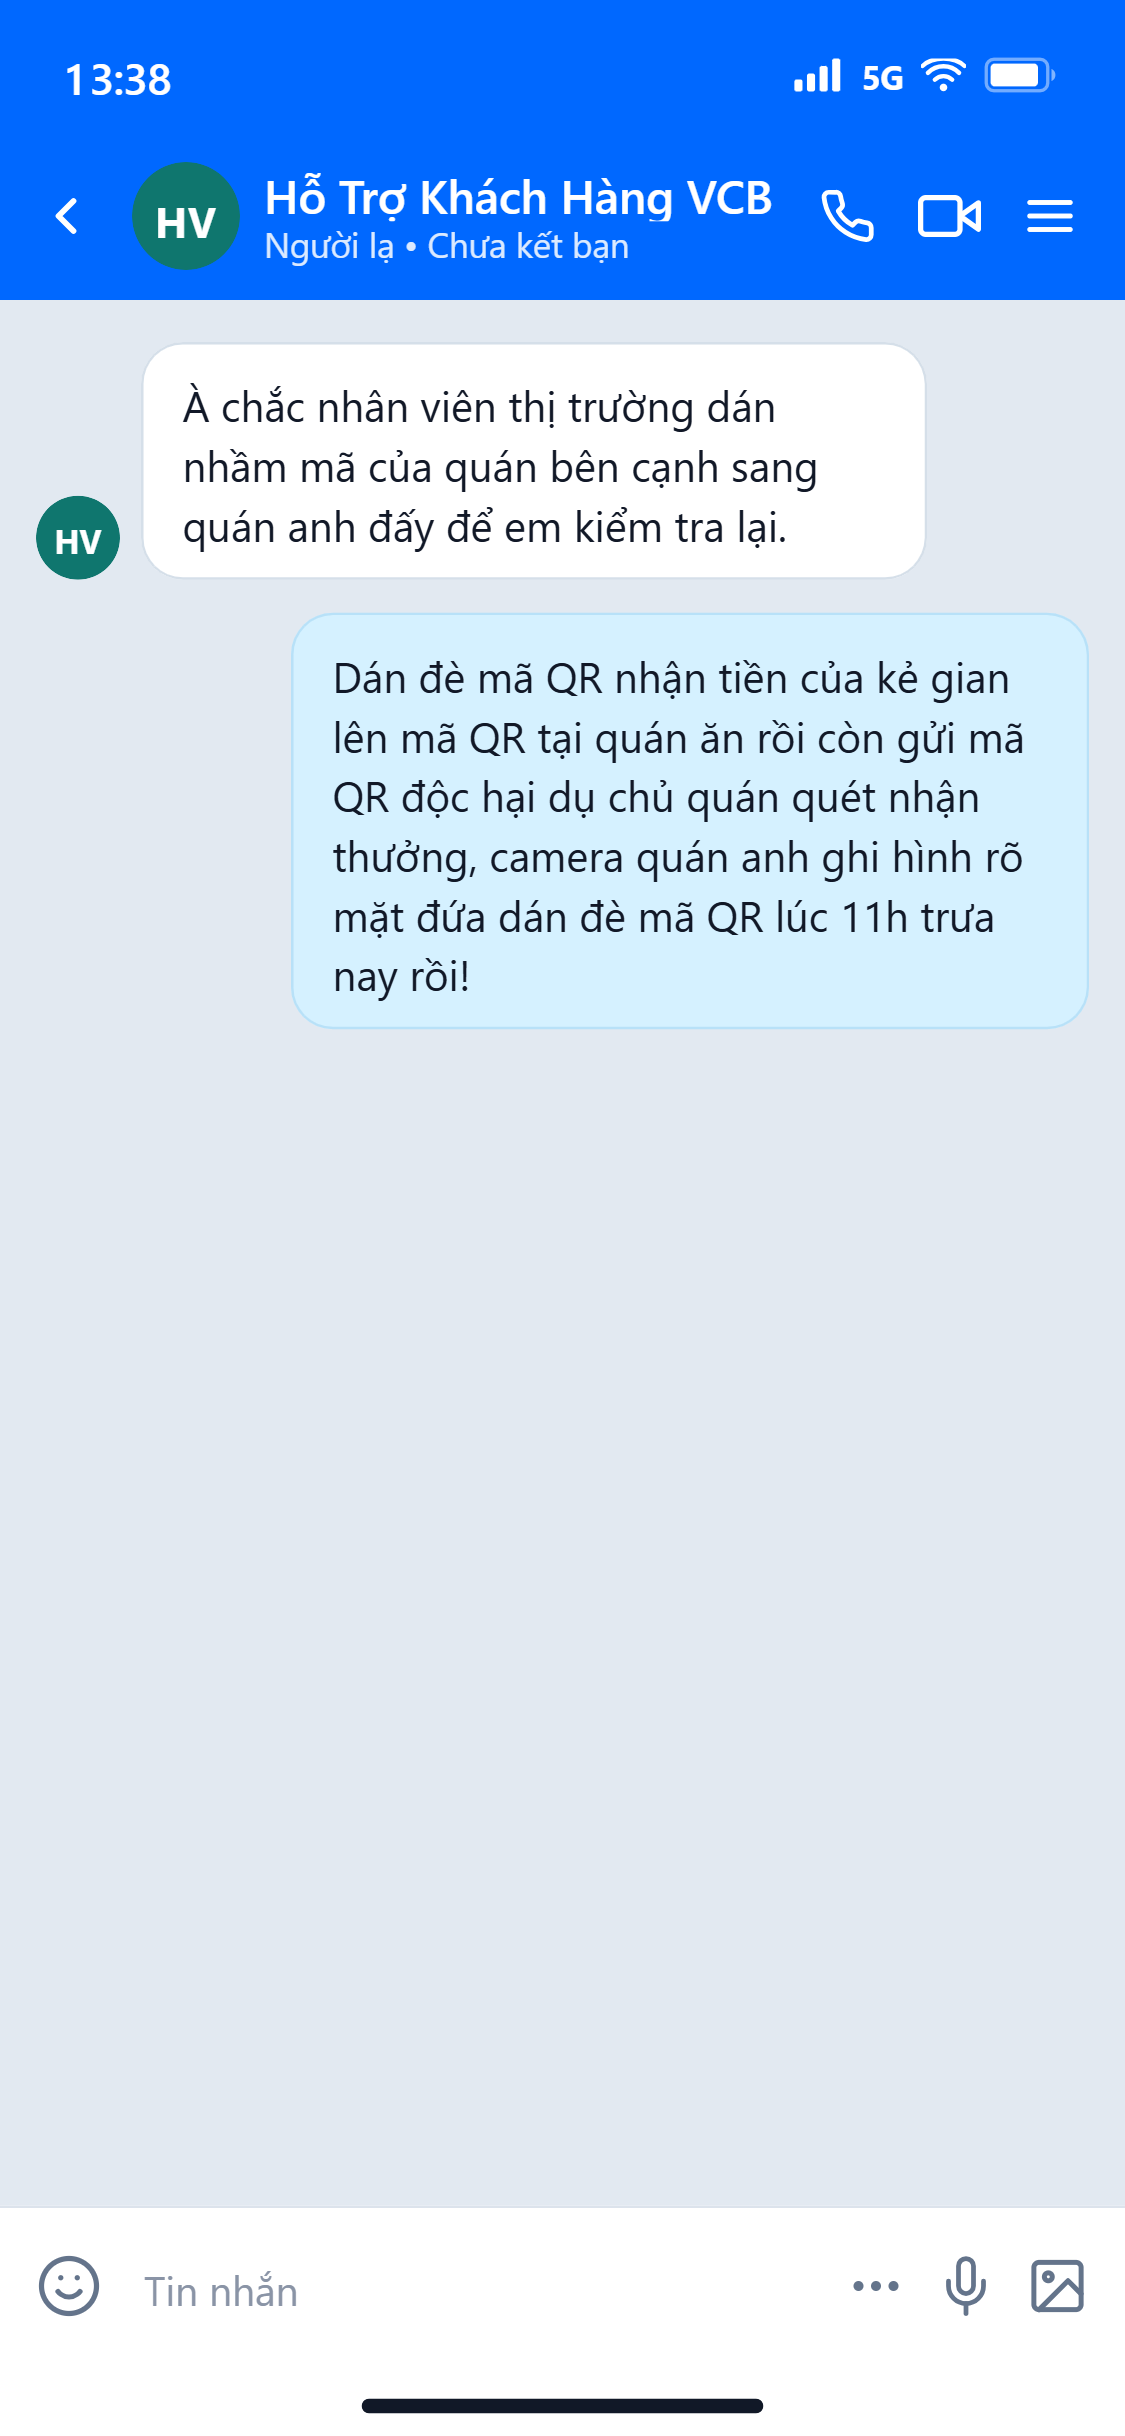 13:38
5G
HV
Hỗ Trợ Khách Hàng VCB
Người lạ • Chưa kết bạn
À chắc nhân viên thị trường dán
nhầm mã của quán bên cạnh sang
quán anh đấy để em kiểm tra lại.
HV
Dán đè mã QR nhận tiền của kẻ gian
lên mã QR tại quán ăn rồi còn gửi mã
QR độc hại dụ chủ quán quét nhận
thưởng, camera quán anh ghi hình rõ
mặt đứa dán đè mã QR lúc 11h trưa
nay rồi!
Tin nhắn